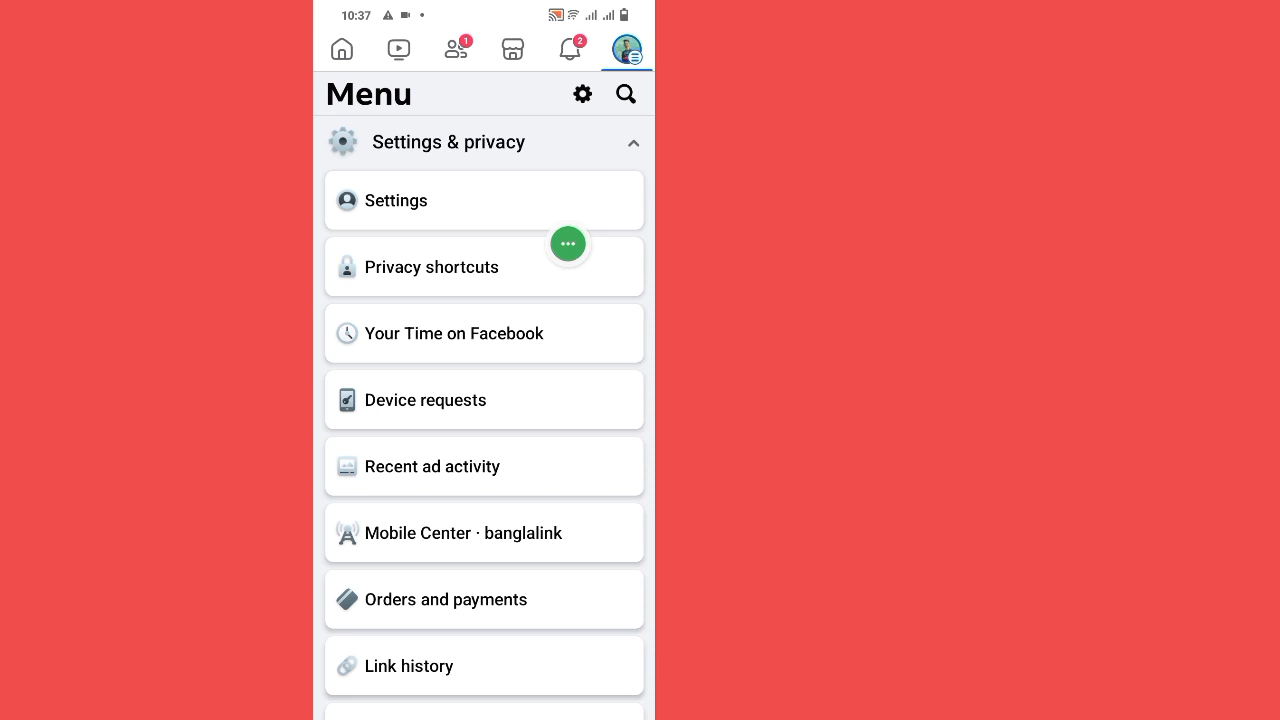 10:37
1
2
Menu
Settings & privacy
Settings
Privacy shortcuts
Your Time on Facebook
Device requests
Recent ad activity
Mobile Center · banglalink
Orders and payments
Link history